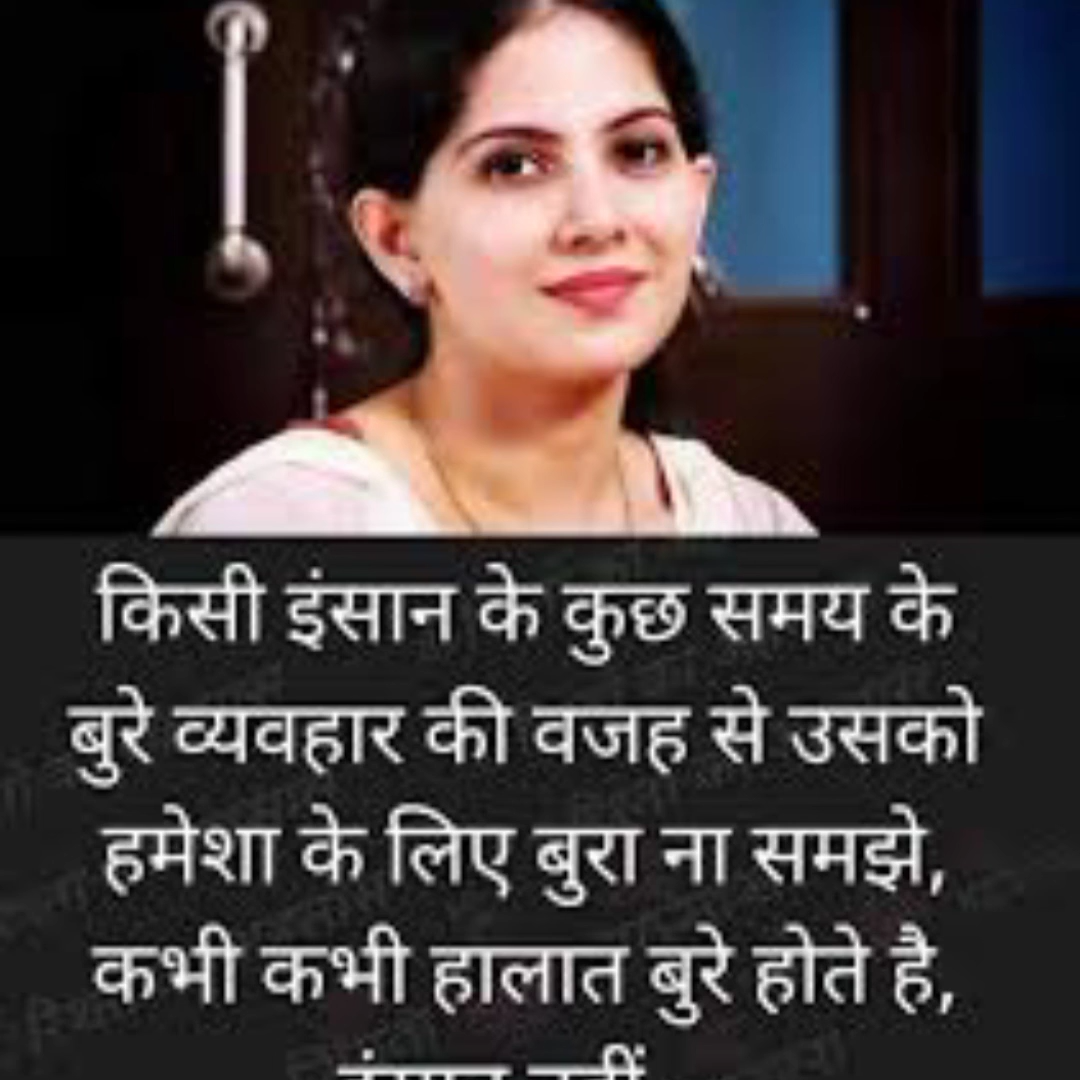 किसी इंसान के कुछ समय के
बुरे व्यवहार की वजह से उसको
हमेशा के लिए बुरा ना समझे,
कभी कभी हालात बुरे होते है,